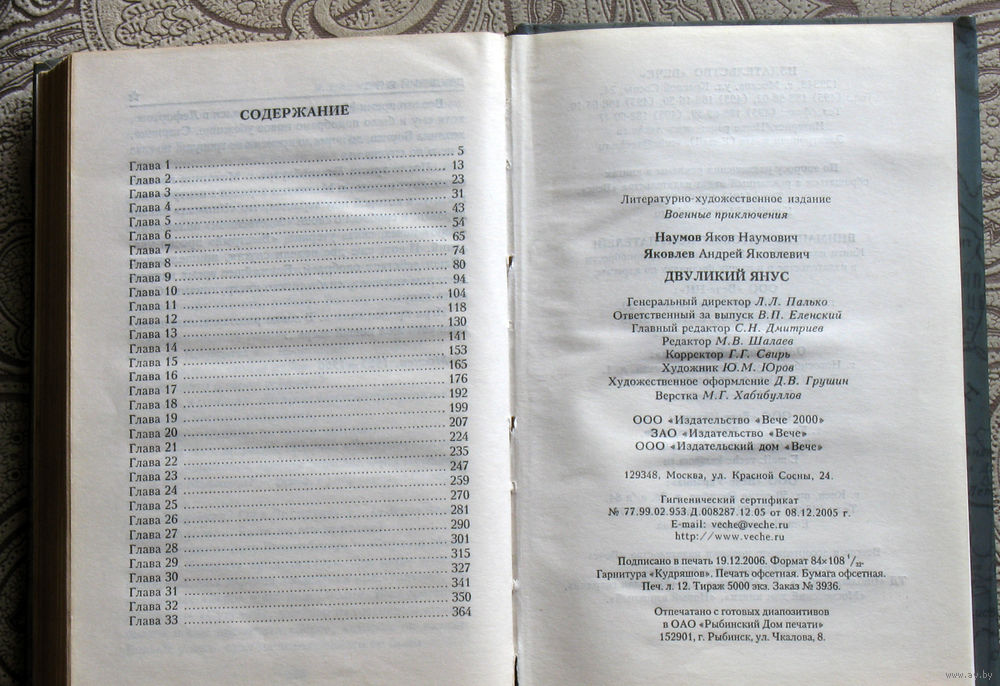 СОДЕРЖАНИЕ
Глава 1 5
Глава 2 13
Глава 3 23
Глава 4 31
Глава 5 43
Глава 6 54
Глава 7 65
Глава 8 74
Глава 9 80
Глава 10 94
Глава 11 104
Глава 12 118
Глава 13 130
Глава 14 141
Глава 15 153
Глава 16 165
Глава 17 176
Глава 18 192
Глава 19 199
Глава 20 207
Глава 21 224
Глава 22 235
Глава 23 247
Глава 24 259
Глава 25 270
Глава 26 281
Глава 27 290
Глава 28 301
Глава 29 315
Глава 30 327
Глава 31 341
Глава 32 350
Глава 33 364
Литературно-художественное издание
Военные приключения
Наумов Яков Наумович
Яковлев Андрей Яковлевич
ДВУЛИКИЙ ЯНУС
Генеральный директор Л.Л. Палько
Ответственный за выпуск В.П. Еленский
Главный редактор С.Н. Дмитриев
Редактор М.В. Шалаев
Корректор Г.Г. Свирь
Художник Ю.М. Юров
Художественное оформление Д.В. Грушин
Верстка М.Г. Хабибуллов
ООО «Издательство «Вече 2000»
ЗАО «Издательство «Вече»
ООО «Издательский дом «Вече»
129348, Москва, ул. Красной Сосны, 24.
Гигиенический сертификат
№ 77.99.02.953.Д.008287.12.05 от 08.12.2005 г.
E-mail: veche@veche.ru
http://www.veche.ru
Подписано в печать 19.12.2006. Формат 84×108 1/32.
Гарнитура «Кудряшов». Печать офсетная. Бумага офсетная.
Печ. л. 12. Тираж 5000 экз. Заказ № 3936.
Отпечатано с готовых диапозитивов
в ОАО «Рыбинский Дом печати»
152901, г. Рыбинск, ул. Чкалова, 8.
www.ay.by